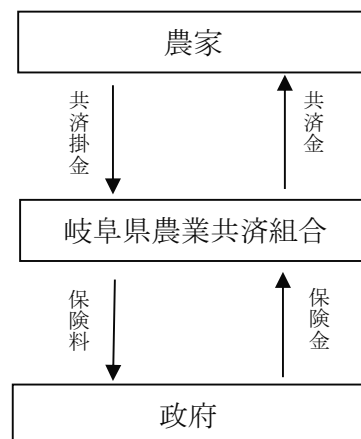 農家
共済掛金
共済金
岐阜県農業共済組合
保険料
保険金
政府